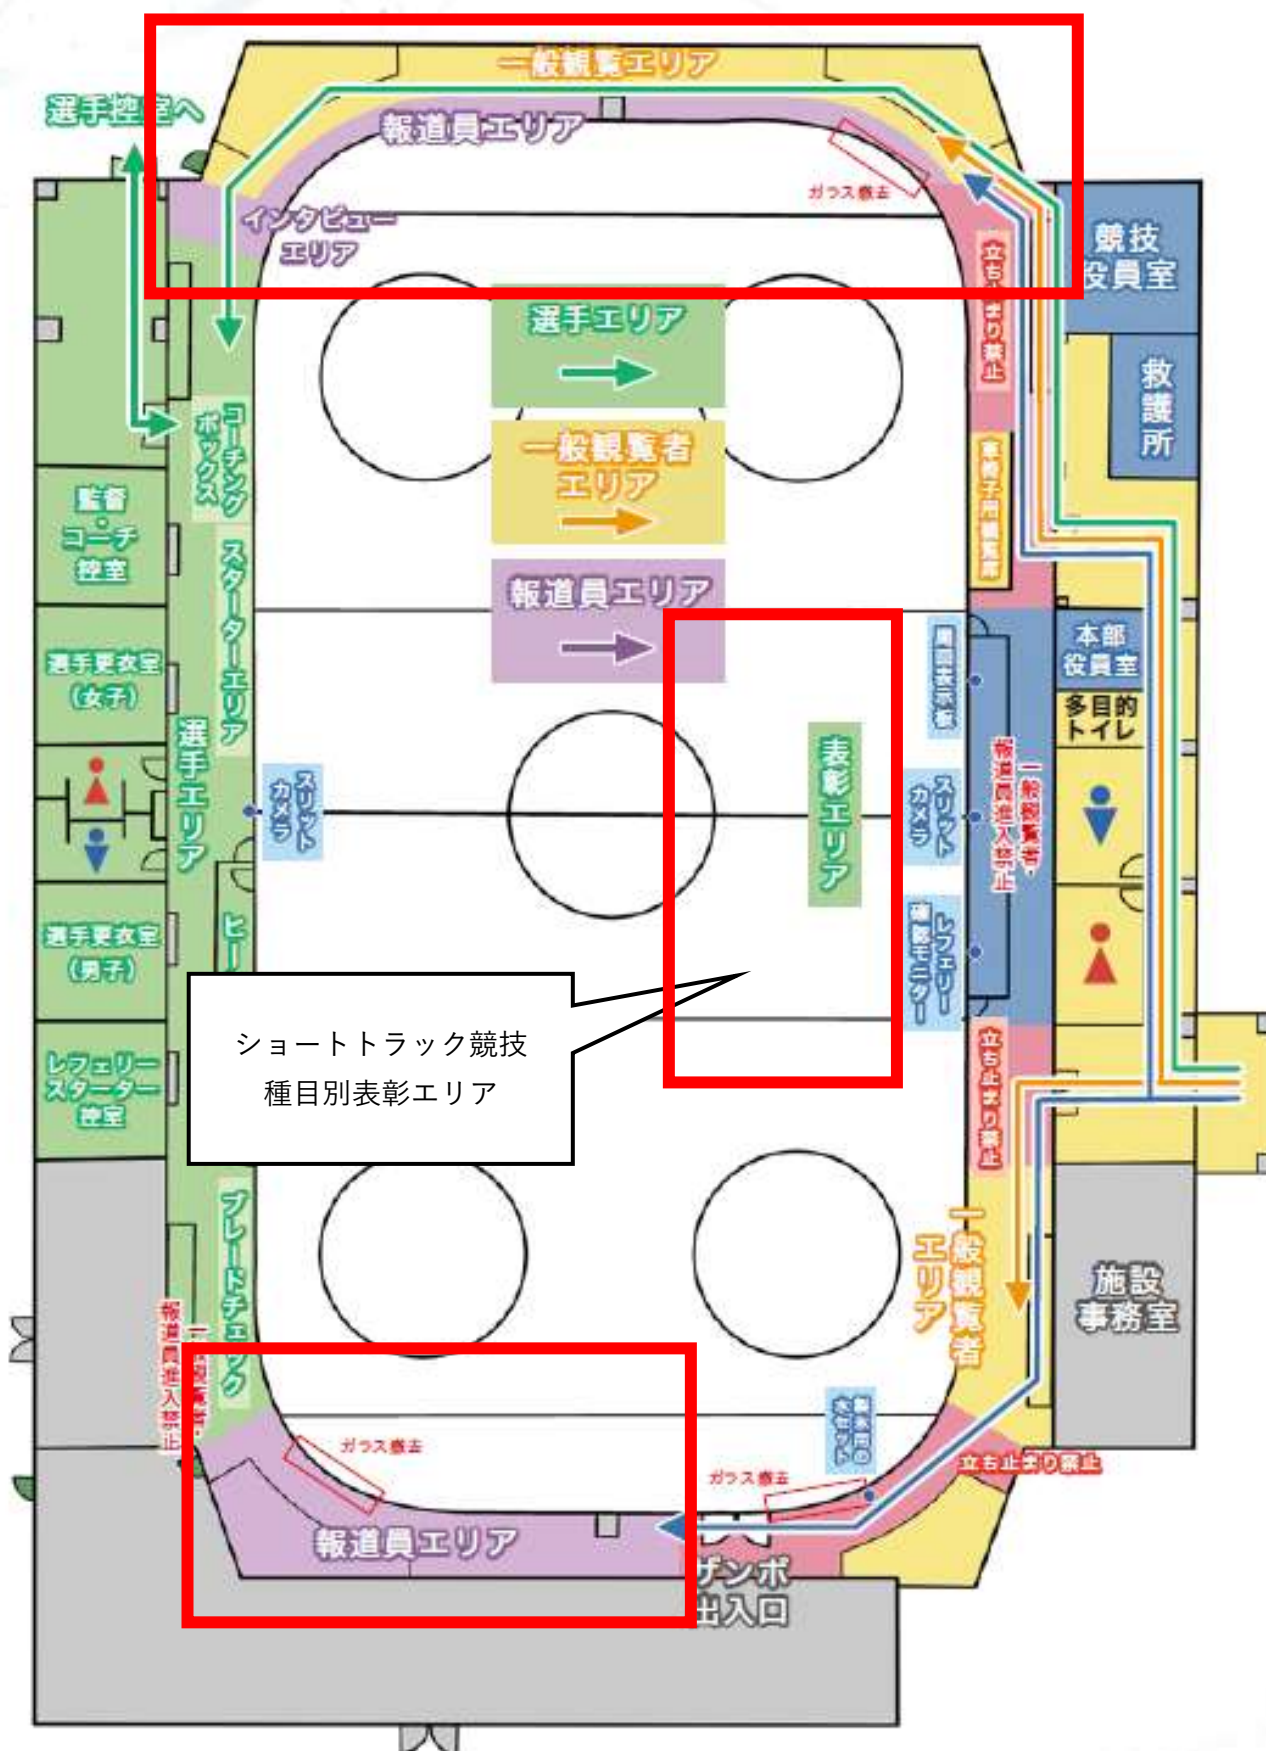 一般観覧エリア
選手控室へ
報道員エリア
ガラス撤去
インタビュー
エリア
競技
役員室
立ち止まり禁止
選手エリア
救護所
コーチング
ボックス
一般観覧者
エリア
車椅子用観覧席
監督
・
コーチ
控室
スターターエリア
報道員エリア
周回表示板
本部
役員室
選手更衣室
(女子)
多目的
トイレ
選手エリア
表彰エリア
一般観覧者・
報道員進入禁止
スリット
カメラ
スリット
カメラ
選手更衣室
(男子)
ヒー
レフェリー
確認モニター
ショートトラック競技
種目別表彰エリア
レフェリー
スターター
控室
立ち止まり禁止
ブレードチェック
一般観覧者
エリア
施設
事務室
一般観覧者・
報道員進入禁止
ガラス撤去
ガラス撤去
立ち止まり禁止
報道員エリア
ザンボ
出入口